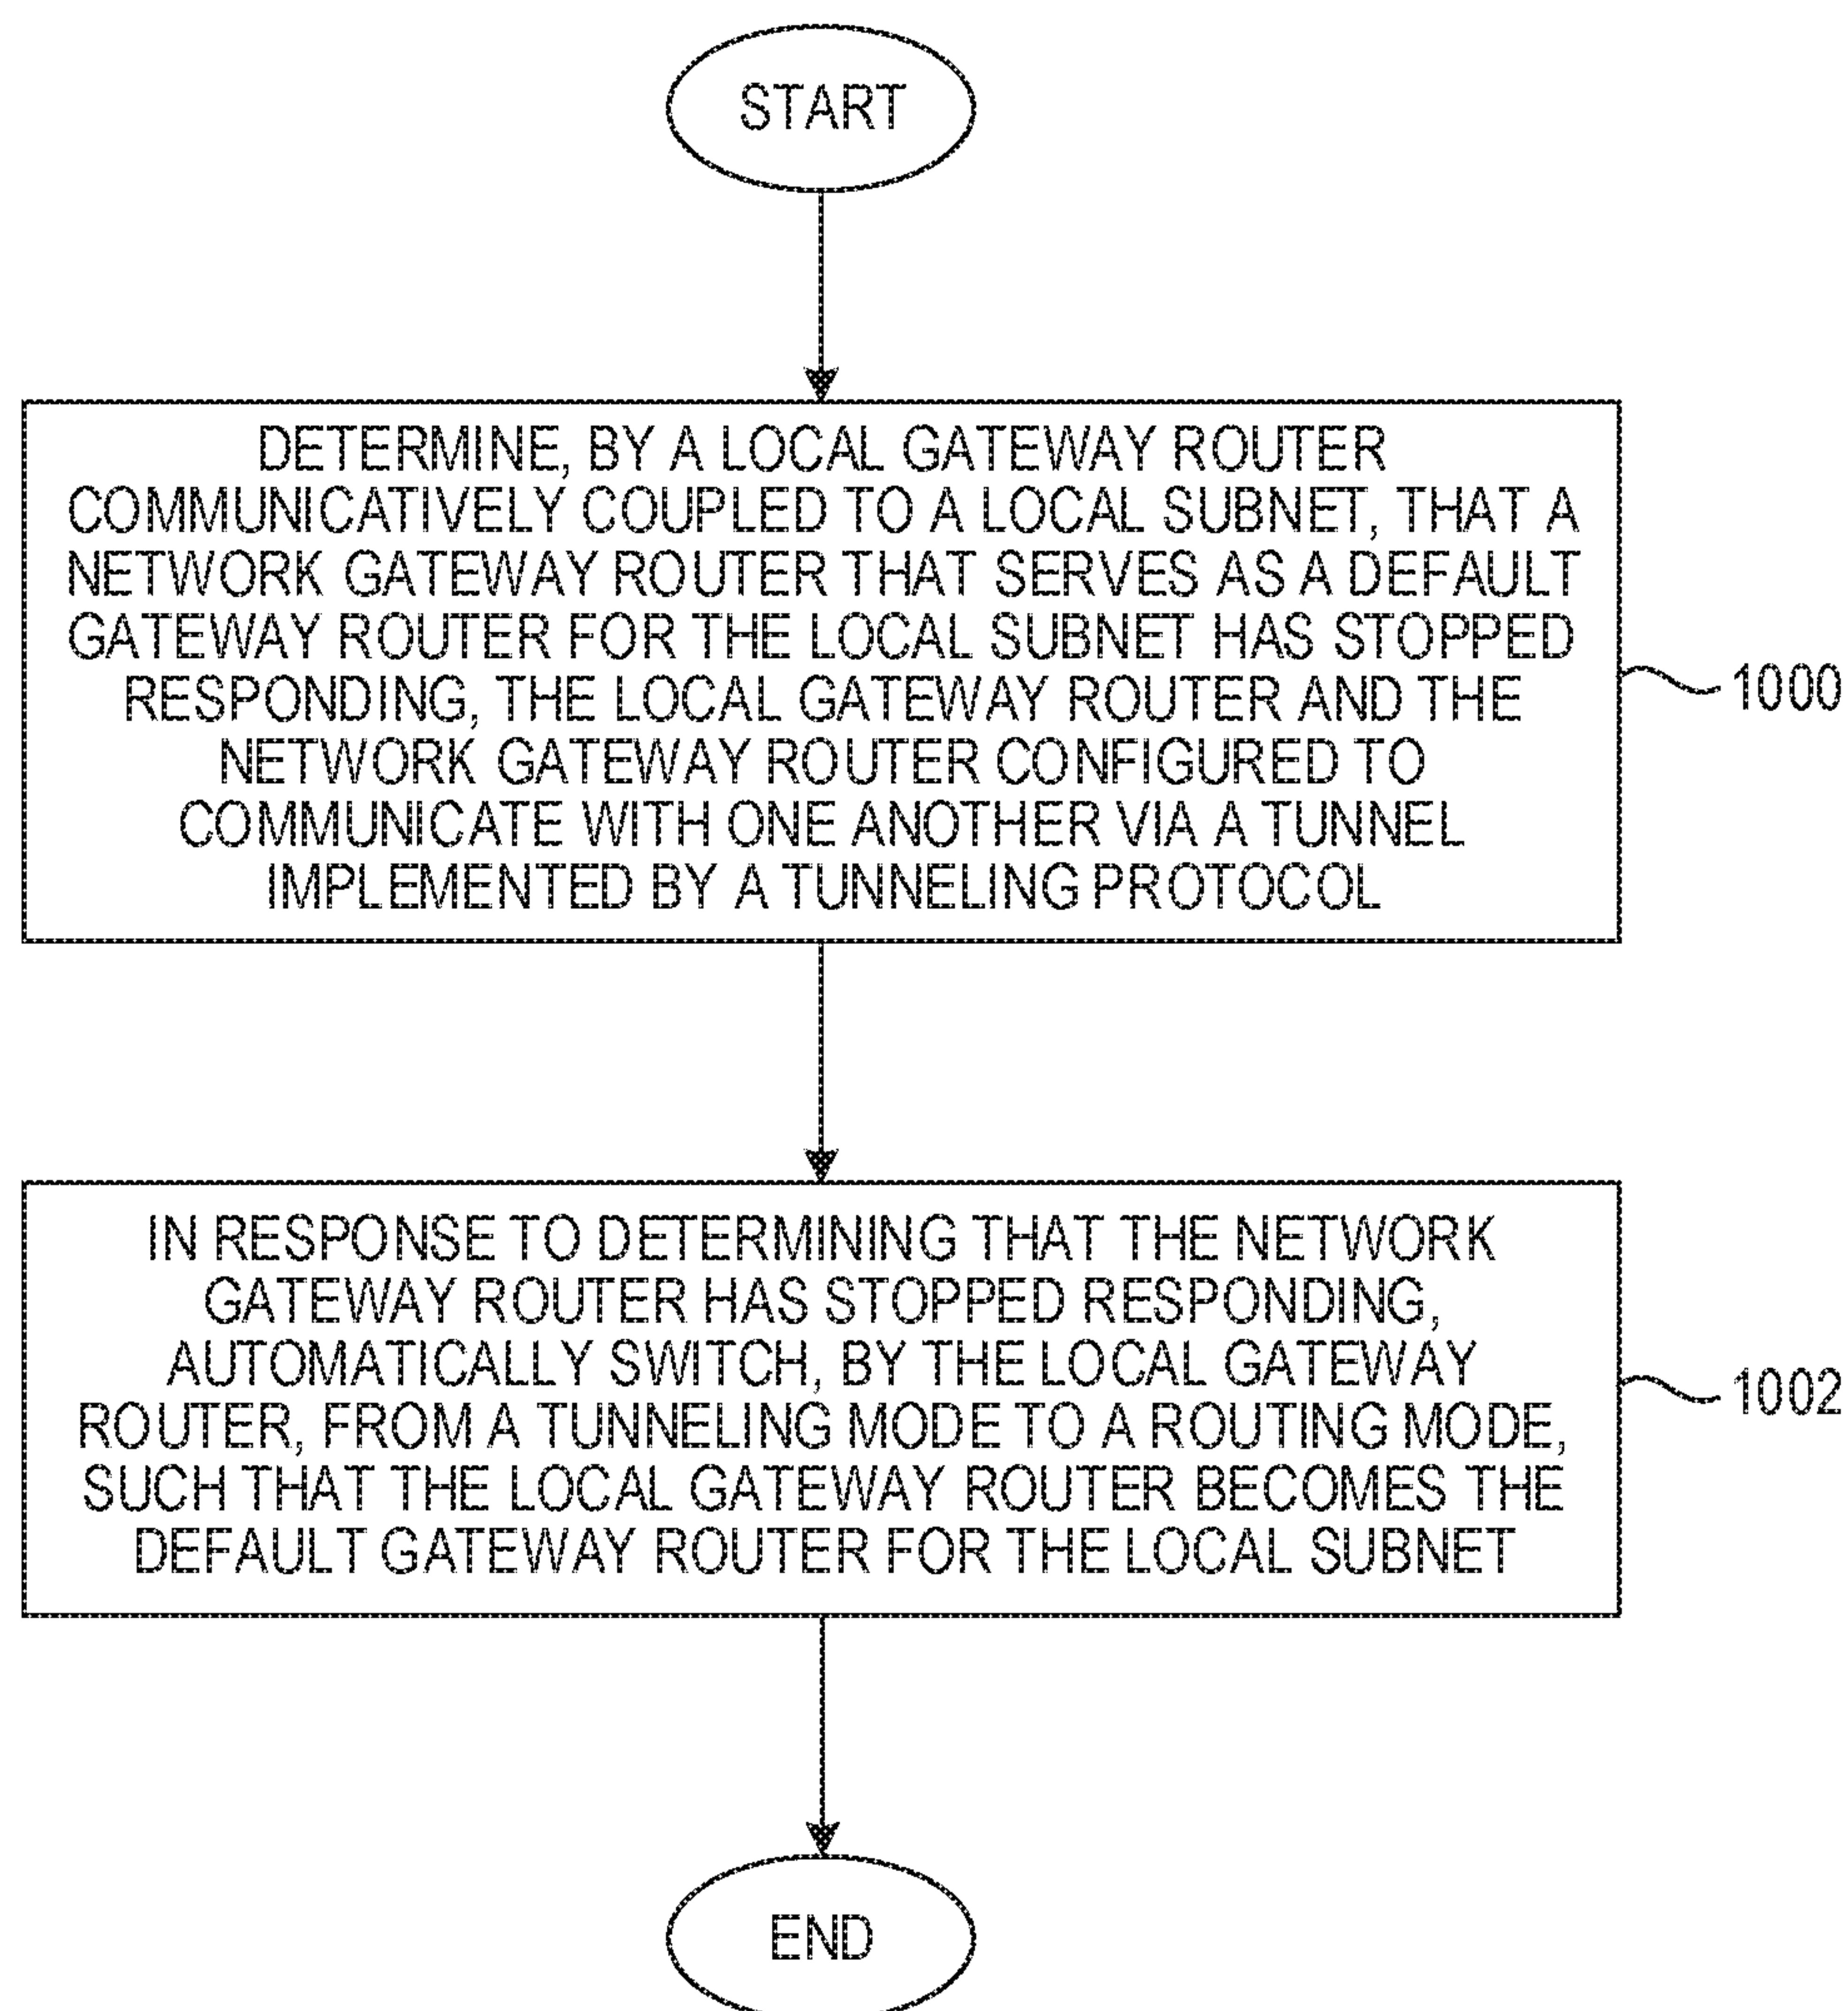 START
DETERMINE, BY A LOCAL GATEWAY ROUTER
COMMUNICATIVELY COUPLED TO A LOCAL SUBNET, THAT A
NETWORK GATEWAY ROUTER THAT SERVES AS A DEFAULT
GATEWAY ROUTER FOR THE LOCAL SUBNET HAS STOPPED
RESPONDING, THE LOCAL GATEWAY ROUTER AND THE
NETWORK GATEWAY ROUTER CONFIGURED TO
COMMUNICATE WITH ONE ANOTHER VIA A TUNNEL
IMPLEMENTED BY A TUNNELING PROTOCOL
1000
IN RESPONSE TO DETERMINING THAT THE NETWORK
GATEWAY ROUTER HAS STOPPED RESPONDING,
AUTOMATICALLY SWITCH, BY THE LOCAL GATEWAY
ROUTER, FROM A TUNNELING MODE TO A ROUTING MODE,
SUCH THAT THE LOCAL GATEWAY ROUTER BECOMES THE
DEFAULT GATEWAY ROUTER FOR THE LOCAL SUBNET
1002
END